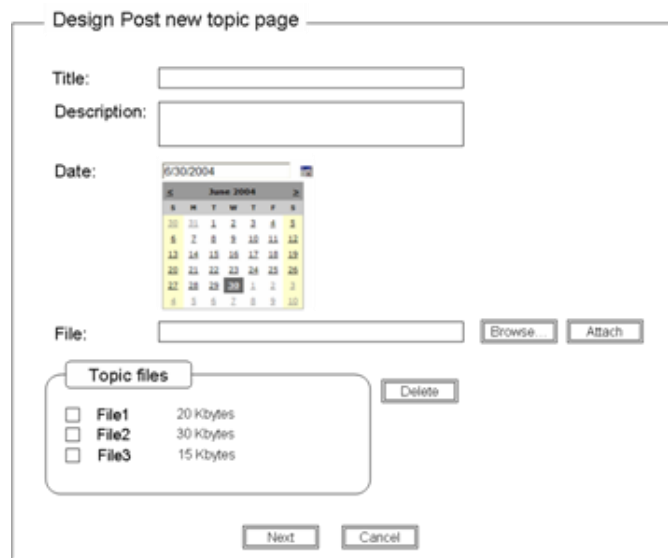 Design Post new topic page
Title:
Description:
Date:
6/30/2004
< June 2004 >
S M T W T F S
30 31 1 2 3 4 5
6 7 8 9 10 11 12
13 14 15 16 17 18 19
20 21 22 23 24 25 26
27 28 29 30 1 2 3
4 5 6 7 8 9 10
File:
Browse...
Attach
Topic files
Delete
File1 20 Kbytes
File2 30 Kbytes
File3 15 Kbytes
Next
Cancel